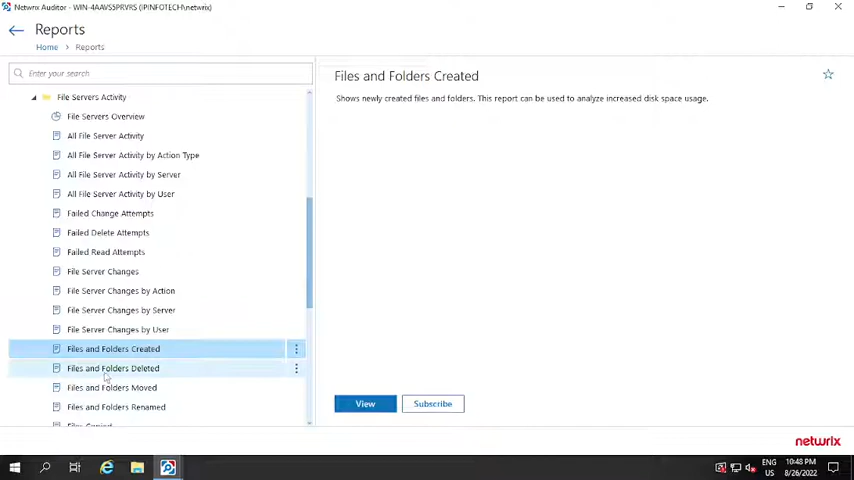 Netwrix Auditor - WIN-4AAVS5PRVRS (IPINFOTECH\netwrix)
Reports
Home > Reports
Enter your search
File Servers Activity
File Servers Overview
All File Server Activity
All File Server Activity by Action Type
All File Server Activity by Server
All File Server Activity by User
Failed Change Attempts
Failed Delete Attempts
Failed Read Attempts
File Server Changes
File Server Changes by Action
File Server Changes by Server
File Server Changes by User
Files and Folders Created
Files and Folders Deleted
Files and Folders Moved
Files and Folders Renamed
Files Copied
Files and Folders Created
Shows newly created files and folders. This report can be used to analyze increased disk space usage.
View
Subscribe
netwrix
ENG
US
10:48 PM
8/26/2022